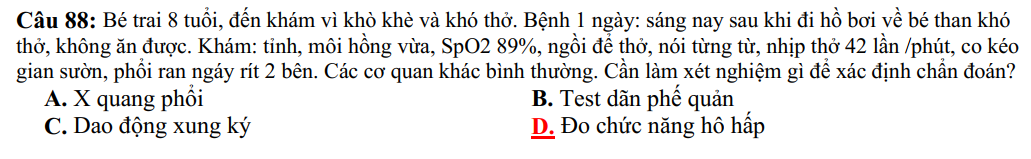 Câu 88: Bé trai 8 tuổi, đến khám vì khò khè và khó thở. Bệnh 1 ngày: sáng nay sau khi đi hồ bơi về bé than khó
thở, không ăn được. Khám: tỉnh, môi hồng vừa, SpO2 89%, ngồi để thở, nói từng từ, nhịp thở 42 lần /phút, co kéo
gian sườn, phổi ran ngáy rít 2 bên. Các cơ quan khác bình thường. Cần làm xét nghiệm gì để xác định chẩn đoán?
A. X quang phổi B. Test dãn phế quản
C. Dao động xung ký D. Đo chức năng hô hấp